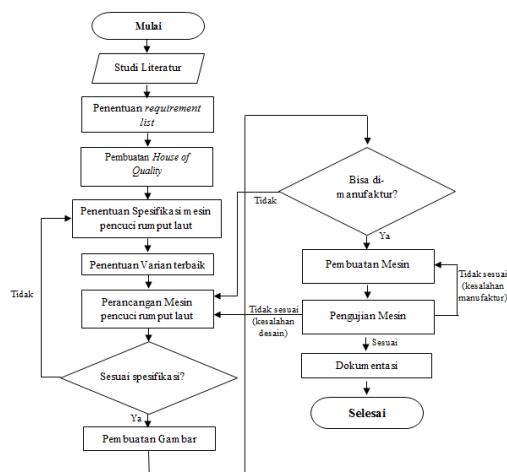 Mulai
Studi Literatur
Penentuan requirement
list
Pembuatan House of
Quality
Penentuan Spesifikasi mesin
pencuci rumput laut
Penentuan Varian terbaik
Tidak
Perancangan Mesin
pencuci rumput laut
Sesuai spesifikasi?
Ya
Pembuatan Gambar
Bisa di-
manufaktur?
Tidak
Ya
Pembuatan Mesin
Tidak sesuai
(kesalahan
manufaktur)
Tidak sesuai
(kesalahan
desain)
Pengujian Mesin
Sesuai
Dokumentasi
Selesai